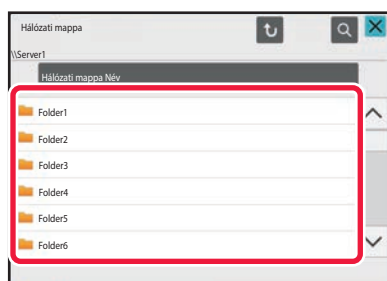 Hálózati mappa
\\Server1
Hálózati mappa Név
Folder1
Folder2
Folder3
Folder4
Folder5
Folder6